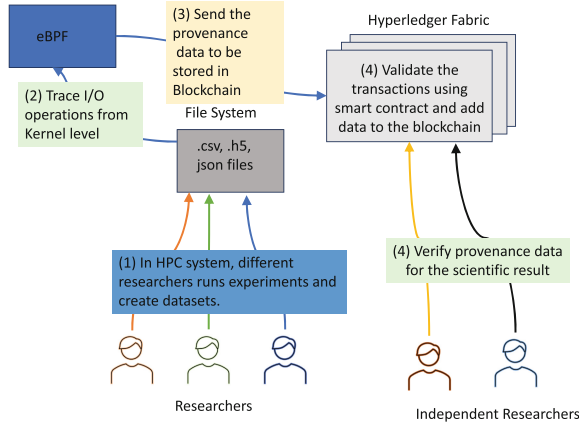 eBPF
(3) Send the
provenance
data to be
stored in
Blockchain
Hyperledger Fabric
(4) Validate the
transactions using
smart contract and add
data to the blockchain
(2) Trace I/O
operations from
Kernel level
File System
.csv, .h5,
json files
(1) In HPC system, different
researchers runs experiments and
create datasets.
(4) Verify provenance data
for the scientific result
Researchers
Independent Researchers